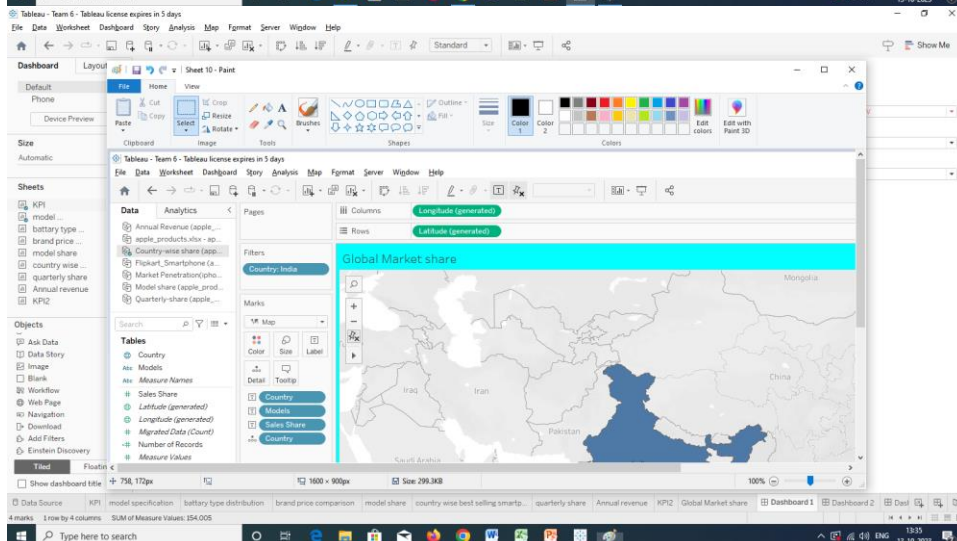 Tableau - Team 6 - Tableau license expires in 5 days
File Data Worksheet Dashboard Story Analysis Map Format Server Window Help
Standard
Show Me
Dashboard Layout
Default
Phone
Device Preview
Size
Automatic
Sheets
KPI
model ...
battary type ...
brand price ...
model share
country wise ...
quarterly share
Annual revenue
KPI2
Objects
Ask Data
Data Story
Image
Blank
Workflow
Web Page
Navigation
Download
Add Filters
Einstein Discovery
Tiled Floatin
Show dashboard title
Sheet 10 - Paint
File Home View
Paste
Cut
Copy
Clipboard
Select
Crop
Resize
Rotate
Image
Tools
Brushes
Shapes
Outline
Fill
Size
Color 1
Color 2
Colors
Edit colors
Edit with Paint 3D
Tableau - Team 6 - Tableau license expires in 5 days
File Data Worksheet Dashboard Story Analysis Map Format Server Window Help
Data Analytics
Annual Revenue (apple_...
apple_products.xlsx - ap...
Country-wise share (app...
Flipkart_Smartphone (a...
Market Penetration(ipho...
Model share (apple_prod...
Quarterly-share (apple_...
Search
Tables
Country
Abc Models
Abc Measure Names
# Sales Share
Latitude (generated)
Longitude (generated)
# Migrated Data (Count)
Number of Records
# Measure Values
Pages
Filters
Country: India
Marks
Map
Color Size Label
Detail Tooltip
Country
Models
Sales Share
Country
Columns Longitude (generated)
Rows Latitude (generated)
Global Market share
Mongolia
China
Iraq
Iran
Pakistan
Saudi Arabia
758, 172px
1600 × 900px
Size: 299.3KB
100%
Data Source KPI model specification battary type distribution brand price comparison model share country wise best selling smartp... quarterly share Annual revenue KPI2 Global Market share Dashboard 1 Dashboard 2 Dasl
4 marks 1 row by 4 columns SUM of Measure Values: 154.005
Type here to search
ENG
13:35